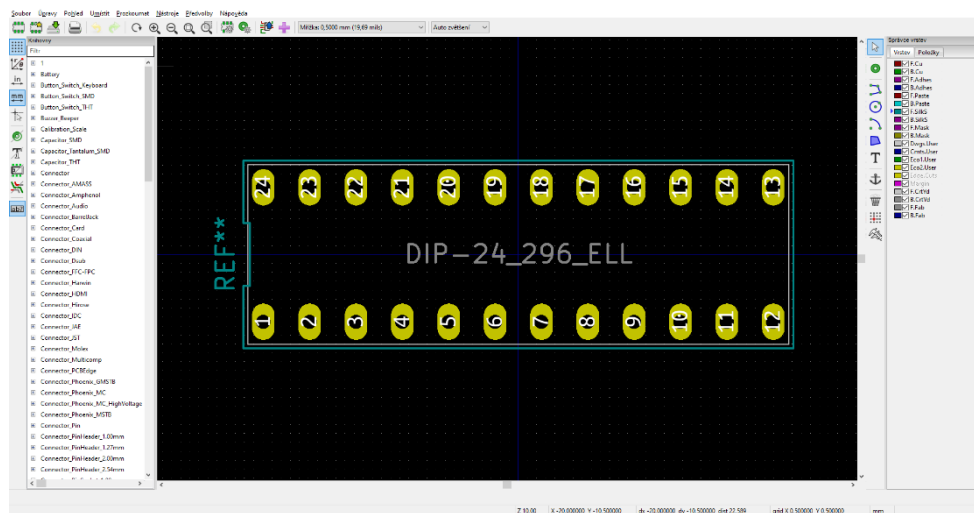 Soubor Úpravy Pohled Umístit Prozkoumat Nástroje Předvolby Nápověda
Mřížka: 0,5000 mm (19,69 mils) Auto zvětšení
Knihovny
Filtr
1
Battery
Button_Switch_Keyboard
Button_Switch_SMD
Button_Switch_THT
Buzzer_Beeper
Calibration_Scale
Capacitor_SMD
Capacitor_Tantalum_SMD
Capacitor_THT
Connector
Connector_AMASS
Connector_Amphenol
Connector_Audio
Connector_BarrelJack
Connector_Card
Connector_Coaxial
Connector_DIN
Connector_Dsub
Connector_FFC-FPC
Connector_Harwin
Connector_HDMI
Connector_Hirose
Connector_IDC
Connector_JAE
Connector_JST
Connector_Molex
Connector_Multicomp
Connector_PCBEdge
Connector_Phoenix_GMSTB
Connector_Phoenix_MC
Connector_Phoenix_MC_HighVoltage
Connector_Phoenix_MSTB
Connector_Pin
Connector_PinHeader_1.00mm
Connector_PinHeader_1.27mm
Connector_PinHeader_2.00mm
Connector_PinHeader_2.54mm
in
mm
24 23 22 21 20 19 18 17 16 15 14 13
REF**
DIP-24_296_ELL
1 2 3 4 5 6 7 8 9 10 11 12
T
Správce vrstev
Vrstev Položky
F.Cu
B.Cu
F.Adhes
B.Adhes
F.Paste
B.Paste
F.SilkS
B.SilkS
F.Mask
B.Mask
Dwgs.User
Cmts.User
Eco1.User
Eco2.User
Edge.Cuts
Margin
F.CrtYd
B.CrtYd
F.Fab
B.Fab
Z 10.00 X -20.000000 Y -10.500000 dx -20.000000 dy -10.500000 dist 22.589 grid X 0.500000 Y 0.500000 mm